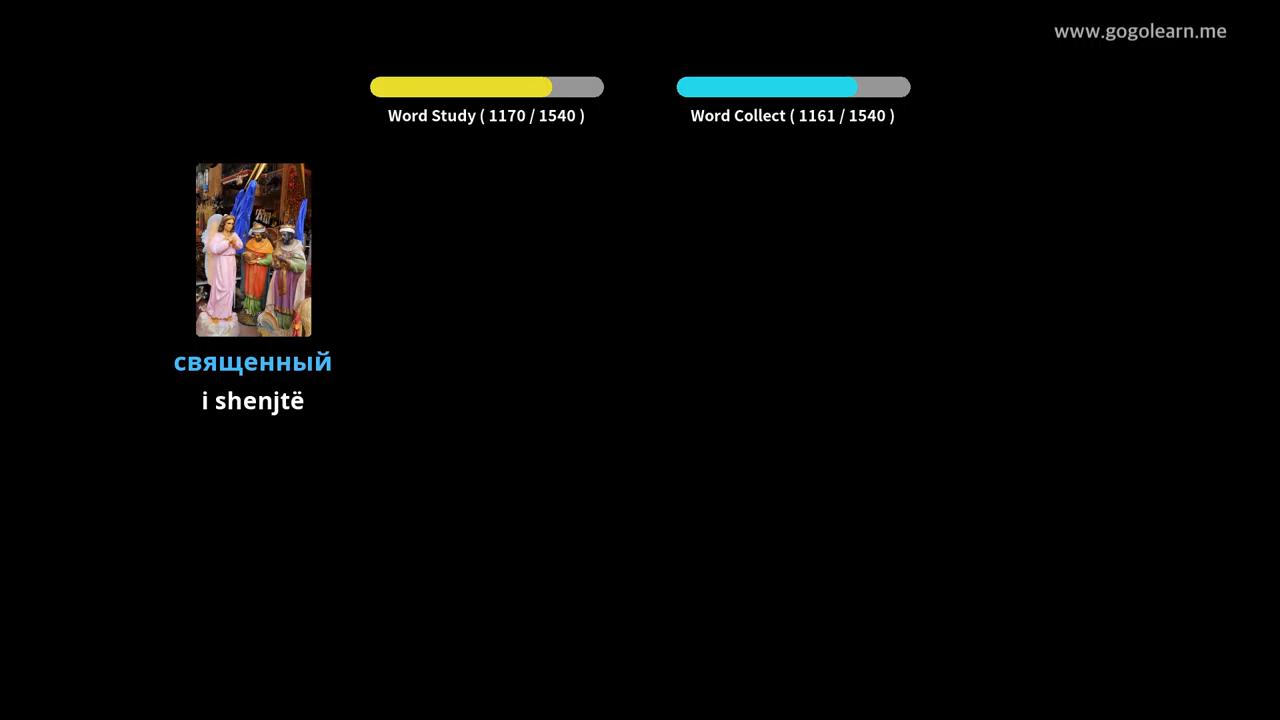 www.gogolearn.me
Word Study ( 1170 / 1540 )
Word Collect ( 1161 / 1540 )
священный
i shenjtë